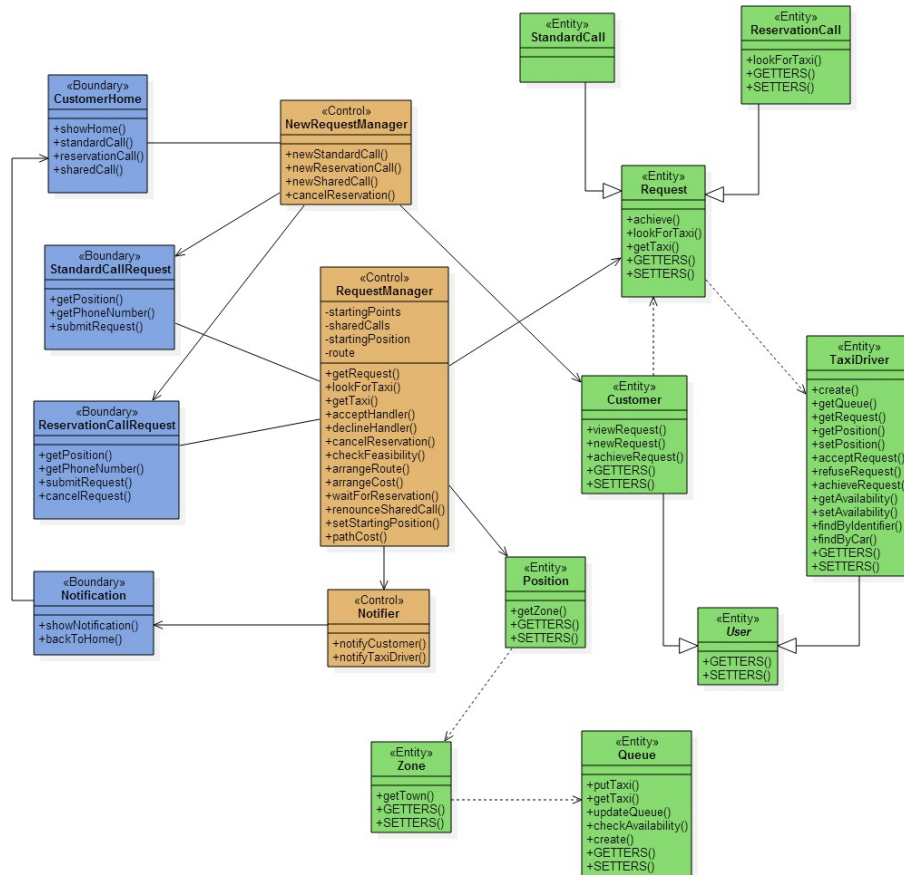 «Entity»
StandardCall
«Entity»
ReservationCall
+lookForTaxi()
+GETTERS()
+SETTERS()
«Boundary»
CustomerHome
+showHome()
+standardCall()
+reservationCall()
+sharedCall()
«Control»
NewRequestManager
+newStandardCall()
+newReservationCall()
+newSharedCall()
+cancelReservation()
«Entity»
Request
+achieve()
+lookForTaxi()
+getTaxi()
+GETTERS()
+SETTERS()
«Boundary»
StandardCallRequest
+getPosition()
+getPhoneNumber()
+submitRequest()
«Control»
RequestManager
-startingPoints
-sharedCalls
-startingPosition
-route
+getRequest()
+lookForTaxi()
+getTaxi()
+acceptHandler()
+declineHandler()
+cancelReservation()
+checkFeasibility()
+arrangeRoute()
+arrangeCost()
+waitForReservation()
+renounceSharedCall()
+setStartingPosition()
+pathCost()
«Entity»
TaxiDriver
+create()
+getQueue()
+getRequest()
+getPosition()
+setPosition()
+acceptRequest()
+refuseRequest()
+achieveRequest()
+getAvailability()
+setAvailability()
+findByIdentifier()
+findByCar()
+GETTERS()
+SETTERS()
«Entity»
Customer
+viewRequest()
+newRequest()
+achieveRequest()
+GETTERS()
+SETTERS()
«Boundary»
ReservationCallRequest
+getPosition()
+getPhoneNumber()
+submitRequest()
+cancelRequest()
«Boundary»
Notification
+showNotification()
+backToHome()
«Control»
Notifier
+notifyCustomer()
+notifyTaxiDriver()
«Entity»
Position
+getZone()
+GETTERS()
+SETTERS()
«Entity»
User
+GETTERS()
+SETTERS()
«Entity»
Zone
+getTown()
+GETTERS()
+SETTERS()
«Entity»
Queue
+putTaxi()
+getTaxi()
+updateQueue()
+checkAvailability()
+create()
+GETTERS()
+SETTERS()